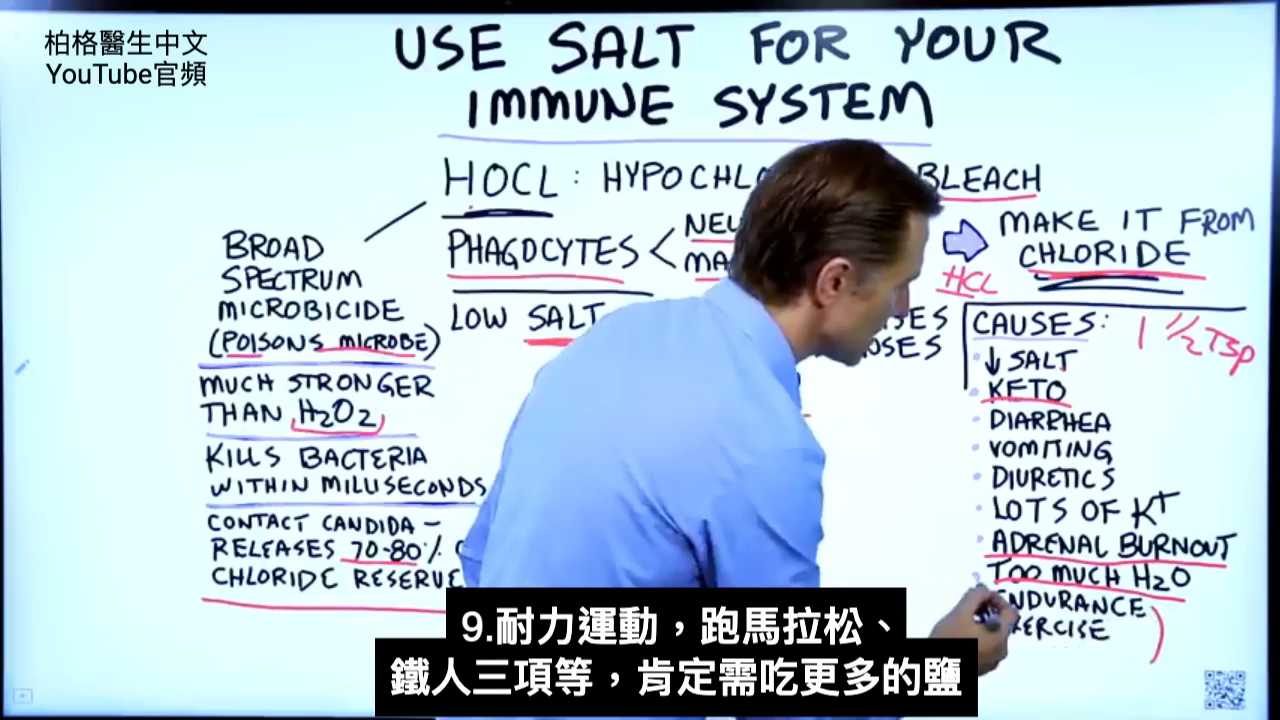 柏格醫生中文
YouTube官頻
USE SALT FOR YOUR
IMMUNE SYSTEM
HOCL: HYPOCHLO BLEACH
BROAD
SPECTRUM
MICROBICIDE
(POISONS MICROBE)
MUCH STRONGER
THAN H2O2
KILLS BACTERIA
WITHIN MILLISECONDS
CONTACT CANDIDA -
RELEASES 70-80%
CHLORIDE RESERVE
PHAGOCYTES < NEU
MA
LOW SALT
MAKE IT FROM
CHLORIDE
HCL
CAUSES: 1 1/2 TSP
↓ SALT
• KETO
• DIARRHEA
• VOMITING
• DIURETICS
• LOTS OF K+
• ADRENAL BURNOUT
• TOO MUCH H2O
ENDURANCE
EXERCISE
9.耐力運動，跑馬拉松、
鐵人三項等，肯定需吃更多的鹽